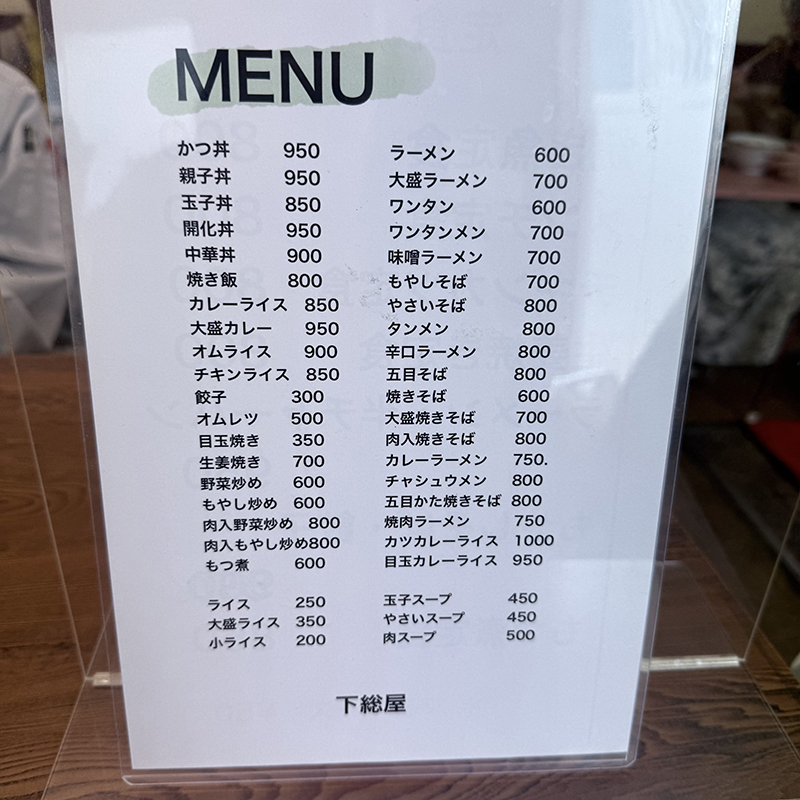 MENU
かつ丼 950
親子丼 950
玉子丼 850
開化丼 950
中華丼 900
焼き飯 800
カレーライス 850
大盛カレー 950
オムライス 900
チキンライス 850
餃子 300
オムレツ 500
目玉焼き 350
生姜焼き 700
野菜炒め 600
もやし炒め 600
肉入野菜炒め 800
肉入もやし炒め800
もつ煮 600
ライス 250
大盛ライス 350
小ライス 200
ラーメン 600
大盛ラーメン 700
ワンタン 600
ワンタンメン 700
味噌ラーメン 700
もやしそば 700
やさいそば 800
タンメン 800
辛口ラーメン 800
五目そば 800
焼きそば 600
大盛焼きそば 700
肉入焼きそば 800
カレーラーメン 750.
チャシュウメン 800
五目かた焼きそば 800
焼肉ラーメン 750
カツカレーライス 1000
目玉カレーライス 950
玉子スープ 450
やさいスープ 450
肉スープ 500
下総屋